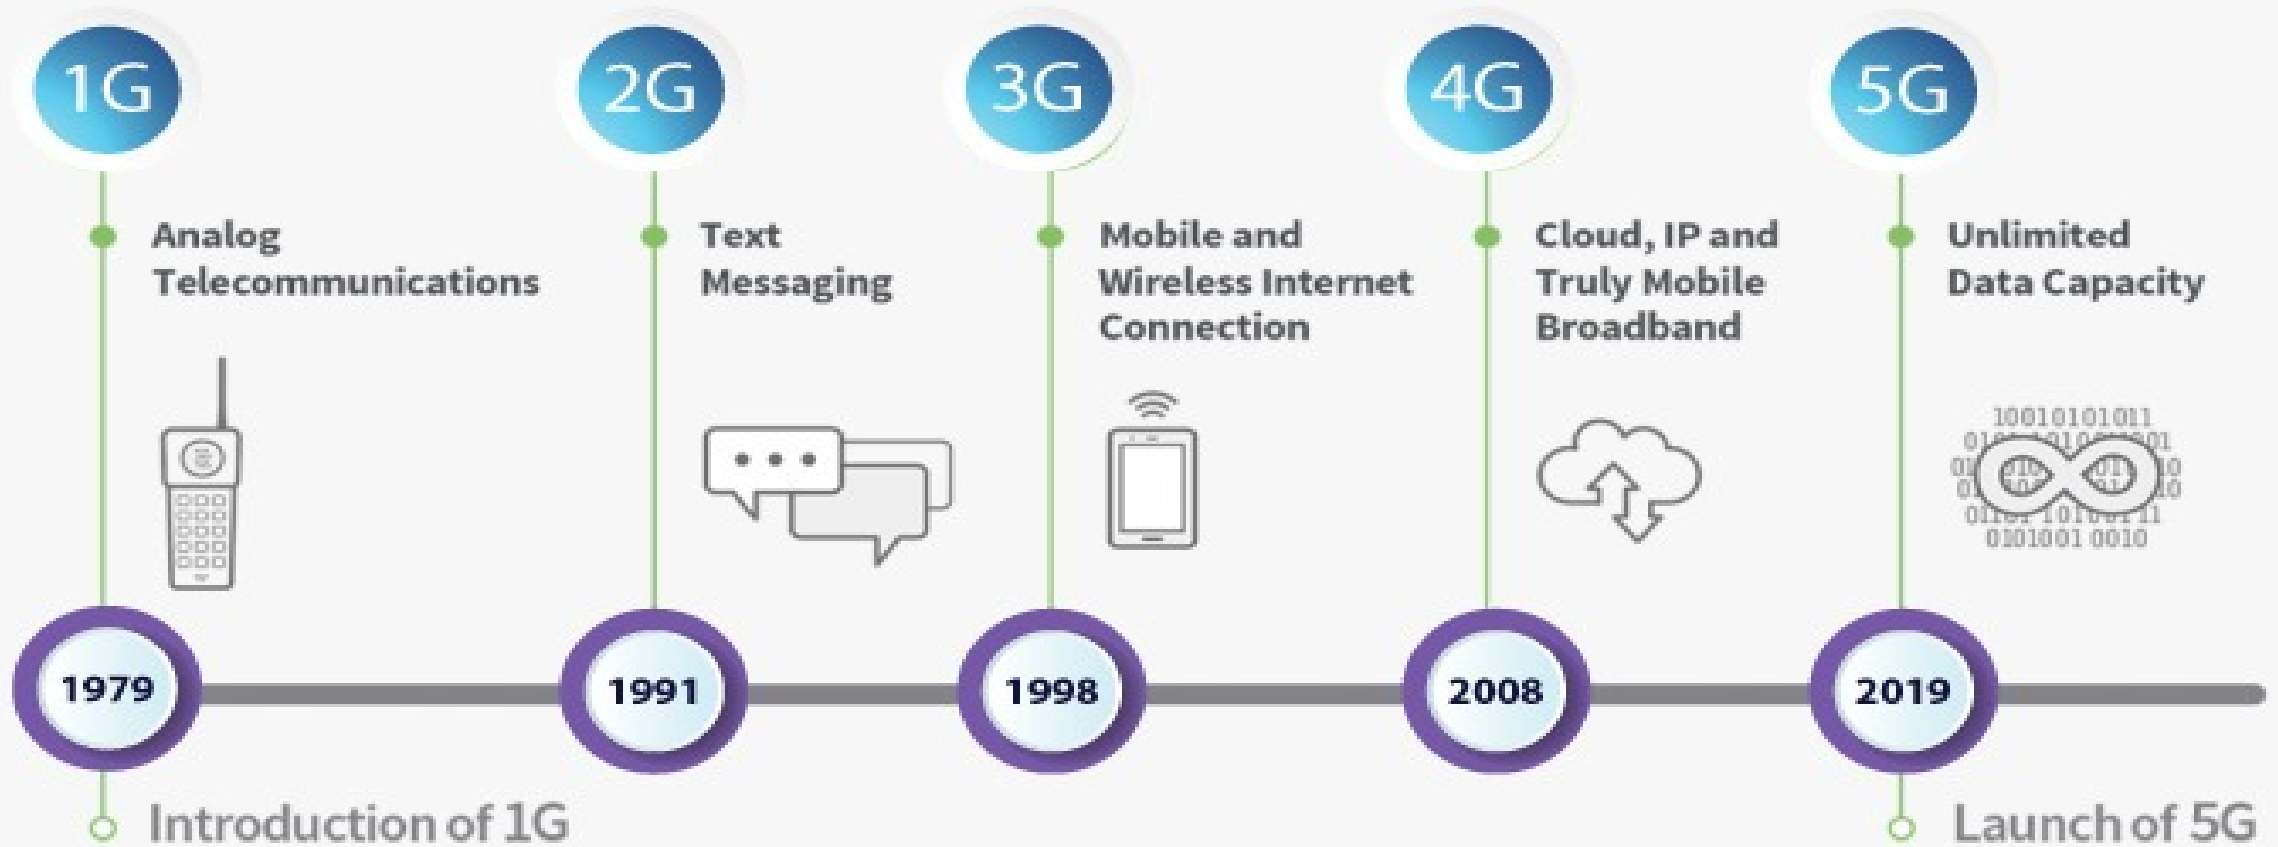 1G
2G
3G
4G
5G
Analog
Telecommunications
Text
Messaging
Mobile and
Wireless Internet
Connection
Cloud, IP and
Truly Mobile
Broadband
Unlimited
Data Capacity
10010101011
0101001 0010
1979
1991
1998
2008
2019
Introduction of 1G
Launch of 5G